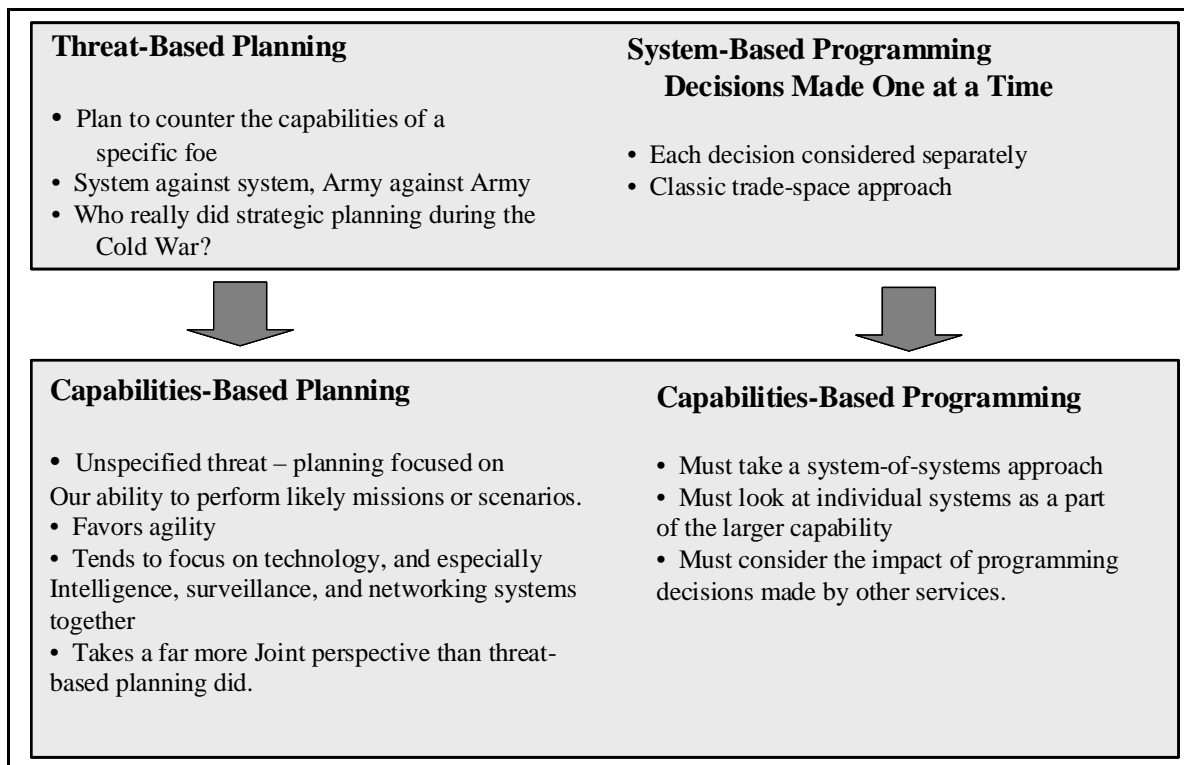 Threat-Based Planning
• Plan to counter the capabilities of a
specific foe
• System against system, Army against Army
• Who really did strategic planning during the
Cold War?
System-Based Programming
Decisions Made One at a Time
• Each decision considered separately
• Classic trade-space approach
Capabilities-Based Planning
• Unspecified threat – planning focused on
Our ability to perform likely missions or scenarios.
• Favors agility
• Tends to focus on technology, and especially
Intelligence, surveillance, and networking systems
together
• Takes a far more Joint perspective than threat-
based planning did.
Capabilities-Based Programming
• Must take a system-of-systems approach
• Must look at individual systems as a part
of the larger capability
• Must consider the impact of programming
decisions made by other services.